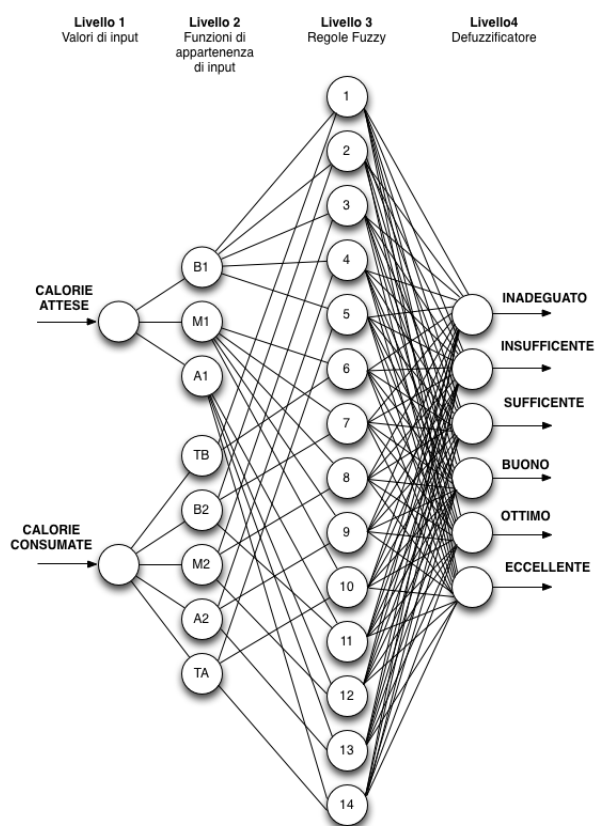 Livello 1
Valori di input
Livello 2
Funzioni di
appartenenza
di input
Livello 3
Regole Fuzzy
Livello4
Defuzzificatore
CALORIE
ATTESE
CALORIE
CONSUMATE
B1
M1
A1
TB
B2
M2
A2
TA
1
2
3
4
5
6
7
8
9
10
11
12
13
14
INADEGUATO
INSUFFICENTE
SUFFICENTE
BUONO
OTTIMO
ECCELLENTE